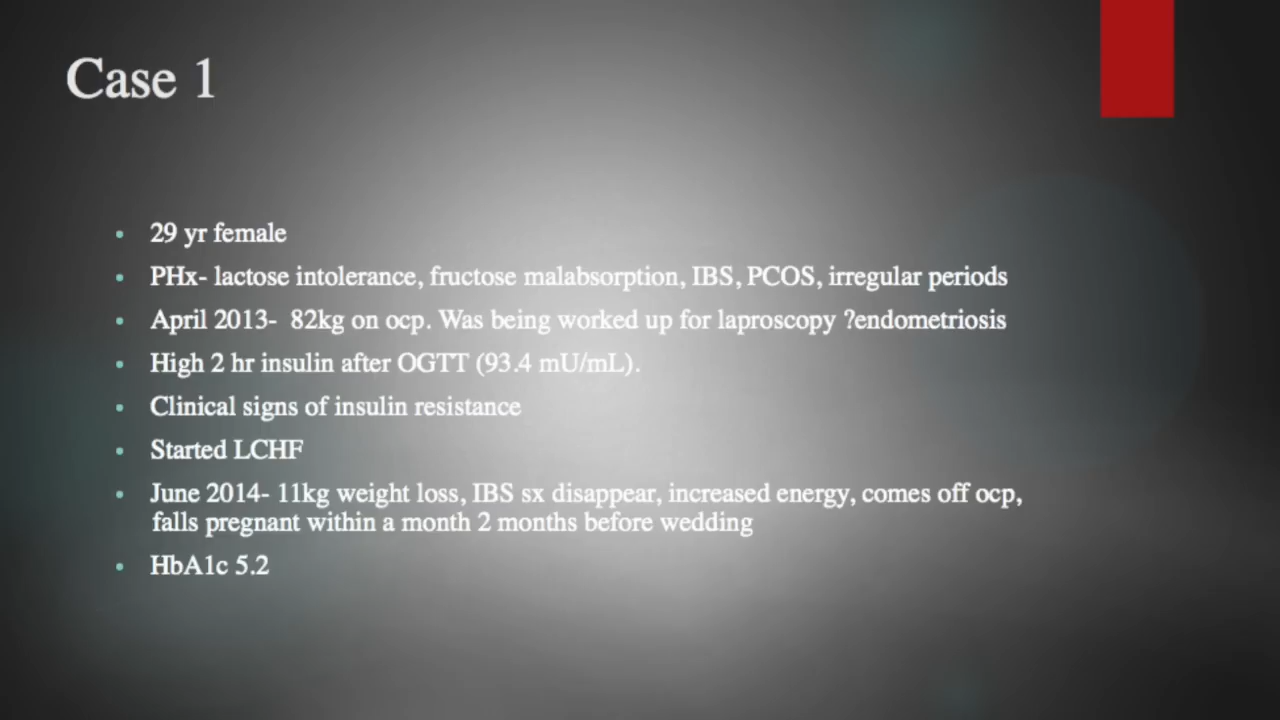 Case 1
• 29 yr female
• PHx- lactose intolerance, fructose malabsorption, IBS, PCOS, irregular periods
• April 2013-  82kg on ocp. Was being worked up for laproscopy ?endometriosis
• High 2 hr insulin after OGTT (93.4 mU/mL).
• Clinical signs of insulin resistance
• Started LCHF
• June 2014- 11kg weight loss, IBS sx disappear, increased energy, comes off ocp,
falls pregnant within a month 2 months before wedding
• HbA1c 5.2